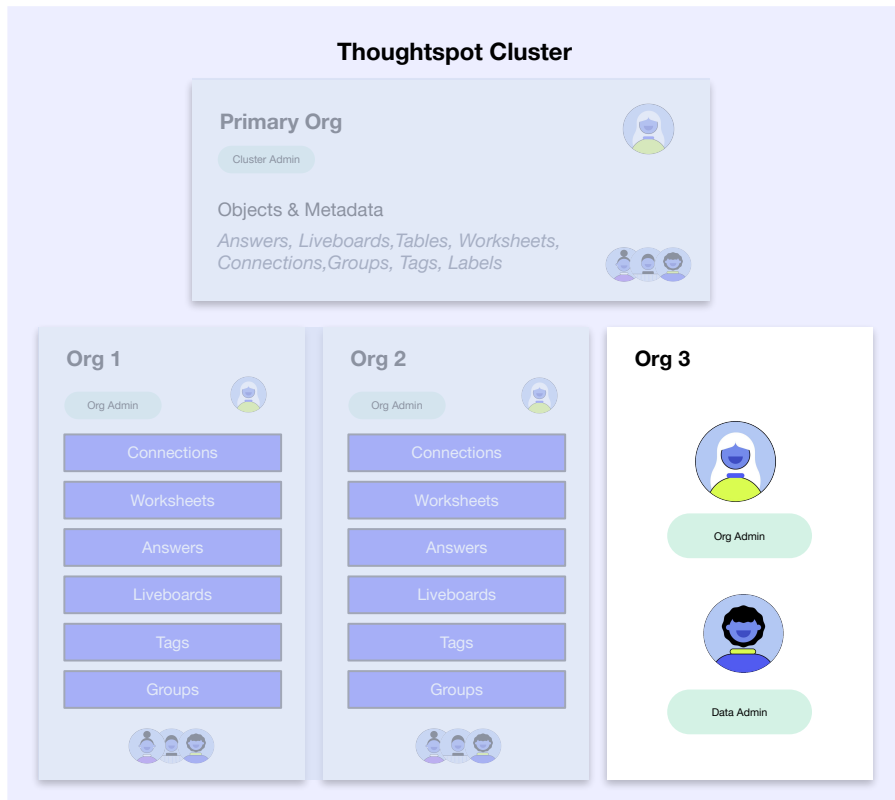 Thoughtspot Cluster
Primary Org
Cluster Admin
Objects & Metadata
Answers, Liveboards,Tables, Worksheets,
Connections,Groups, Tags, Labels
Org 1
Org Admin
Connections
Worksheets
Answers
Liveboards
Tags
Groups
Org 2
Org Admin
Connections
Worksheets
Answers
Liveboards
Tags
Groups
Org 3
Org Admin
Data Admin